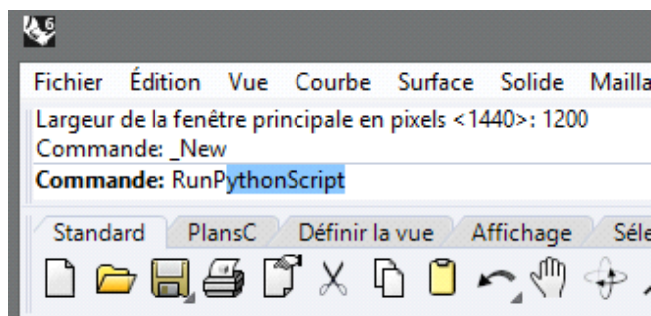 6
Fichier Édition Vue Courbe Surface Solide Mailla
Largeur de la fenêtre principale en pixels <1440>: 1200
Commande: _New
Commande: RunPythonScript
Standard PlansC Définir la vue Affichage Séle